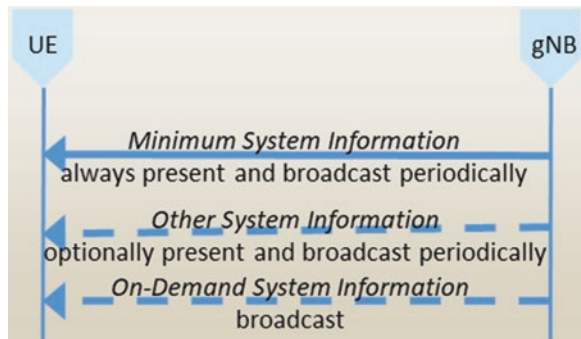 UE
gNB
Minimum System Information
always present and broadcast periodically
Other System Information
optionally present and broadcast periodically
On-Demand System Information
broadcast